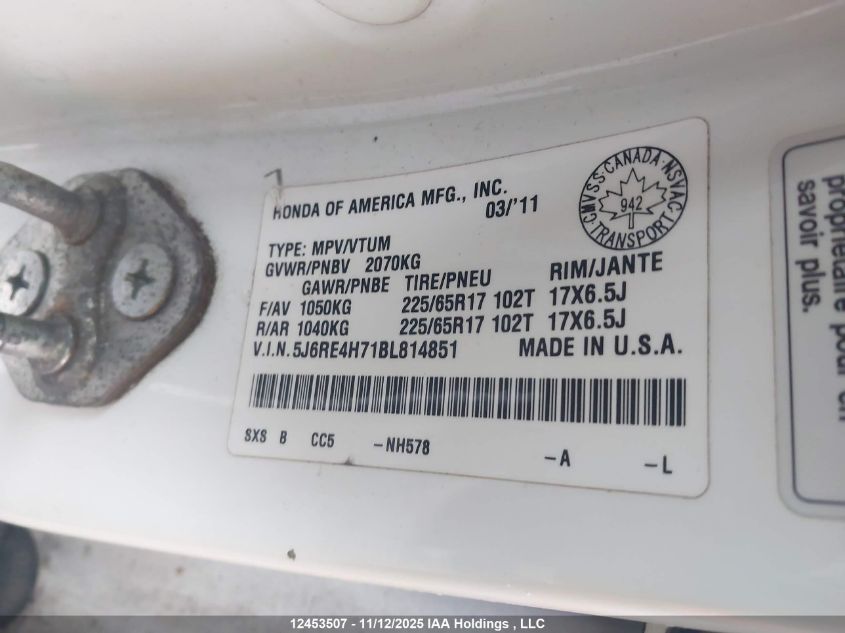 HONDA OF AMERICA MFG., INC.
03/'11
C.M.V.S.S. CANADA-NSVAC
942
TRANSPORT
TYPE: MPV/VTUM
GVWR/PNBV 2070KG
GAWR/PNBE TIRE/PNEU RIM/JANTE
F/AV 1050KG 225/65R17 102T 17X6.5J
R/AR 1040KG 225/65R17 102T 17X6.5J
V.I.N.5J6RE4H71BL814851 MADE IN U.S.A.
SXS B CC5 -NH578 -A -L
propriétaire pour en
savoir plus.
12453507 - 11/12/2025 IAA Holdings , LLC